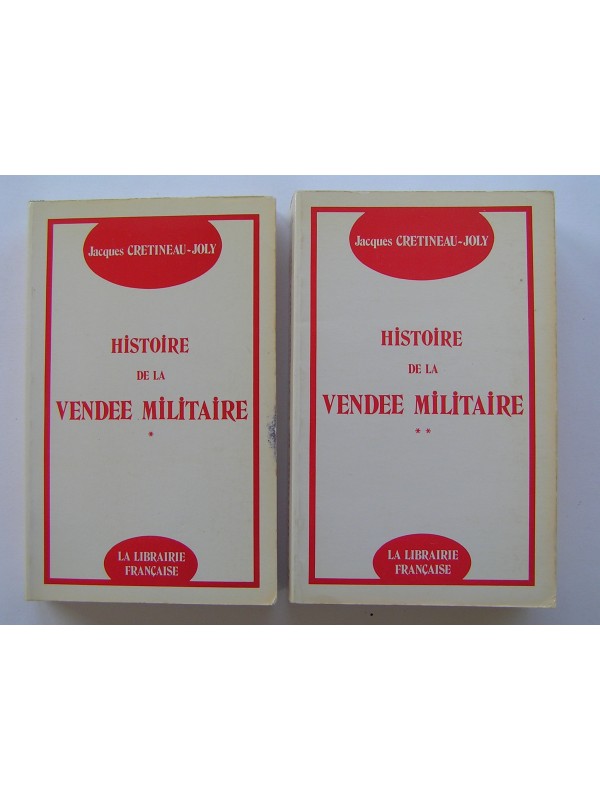 Jacques CRETINEAU-JOLY
HISTOIRE
DE LA
VENDEE MILITAIRE
*
LA LIBRAIRIE
FRANÇAISE
Jacques CRETINEAU-JOLY
HISTOIRE
DE LA
VENDEE MILITAIRE
**
LA LIBRAIRIE
FRANÇAISE